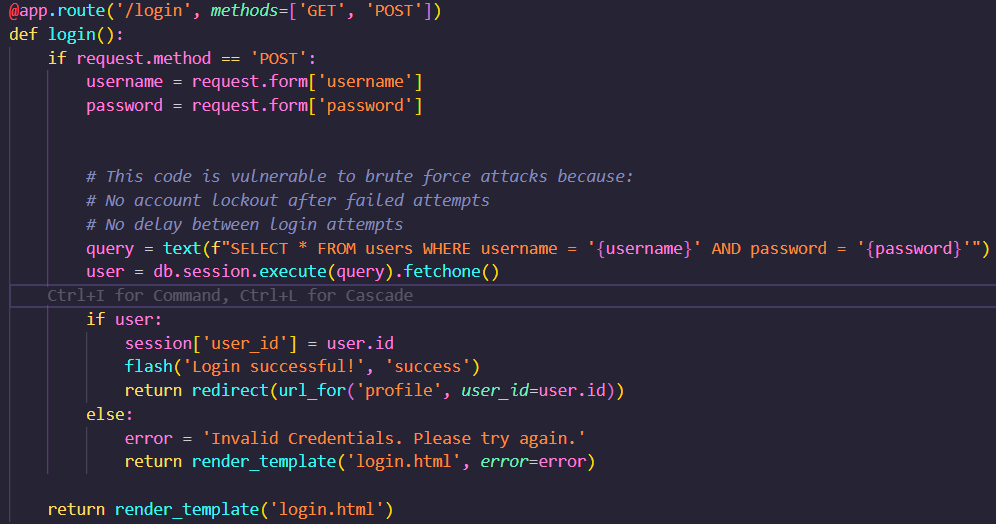 @app.route('/login', methods=['GET', 'POST'])
def login():
    if request.method == 'POST':
        username = request.form['username']
        password = request.form['password']
        # This code is vulnerable to brute force attacks because:
        # No account lockout after failed attempts
        # No delay between login attempts
        query = text(f"SELECT * FROM users WHERE username = '{username}' AND password = '{password}'")
        user = db.session.execute(query).fetchone()
    Ctrl+I for Command, Ctrl+L for Cascade
        if user:
            session['user_id'] = user.id
            flash('Login successful!', 'success')
            return redirect(url_for('profile', user_id=user.id))
        else:
            error = 'Invalid Credentials. Please try again.'
            return render_template('login.html', error=error)
    return render_template('login.html')